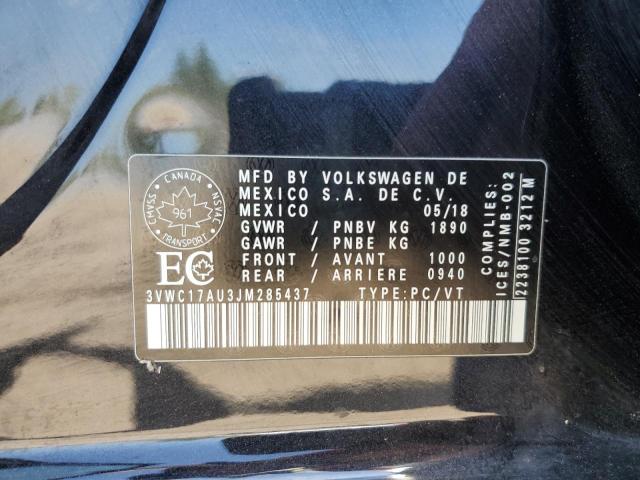 CANADA
CMVSS
NSVAC
961
TRANSPORT
EC
MFD BY VOLKSWAGEN DE
MEXICO S.A. DE C.V.
MEXICO 05/18
GVWR / PNBV KG 1890
GAWR / PNBE KG
FRONT / AVANT 1000
REAR / ARRIERE 0940
3VWC17AU3JM285437 TYPE:PC/VT
COMPLIES:
ICES/NMB-002
2238100 3212 M